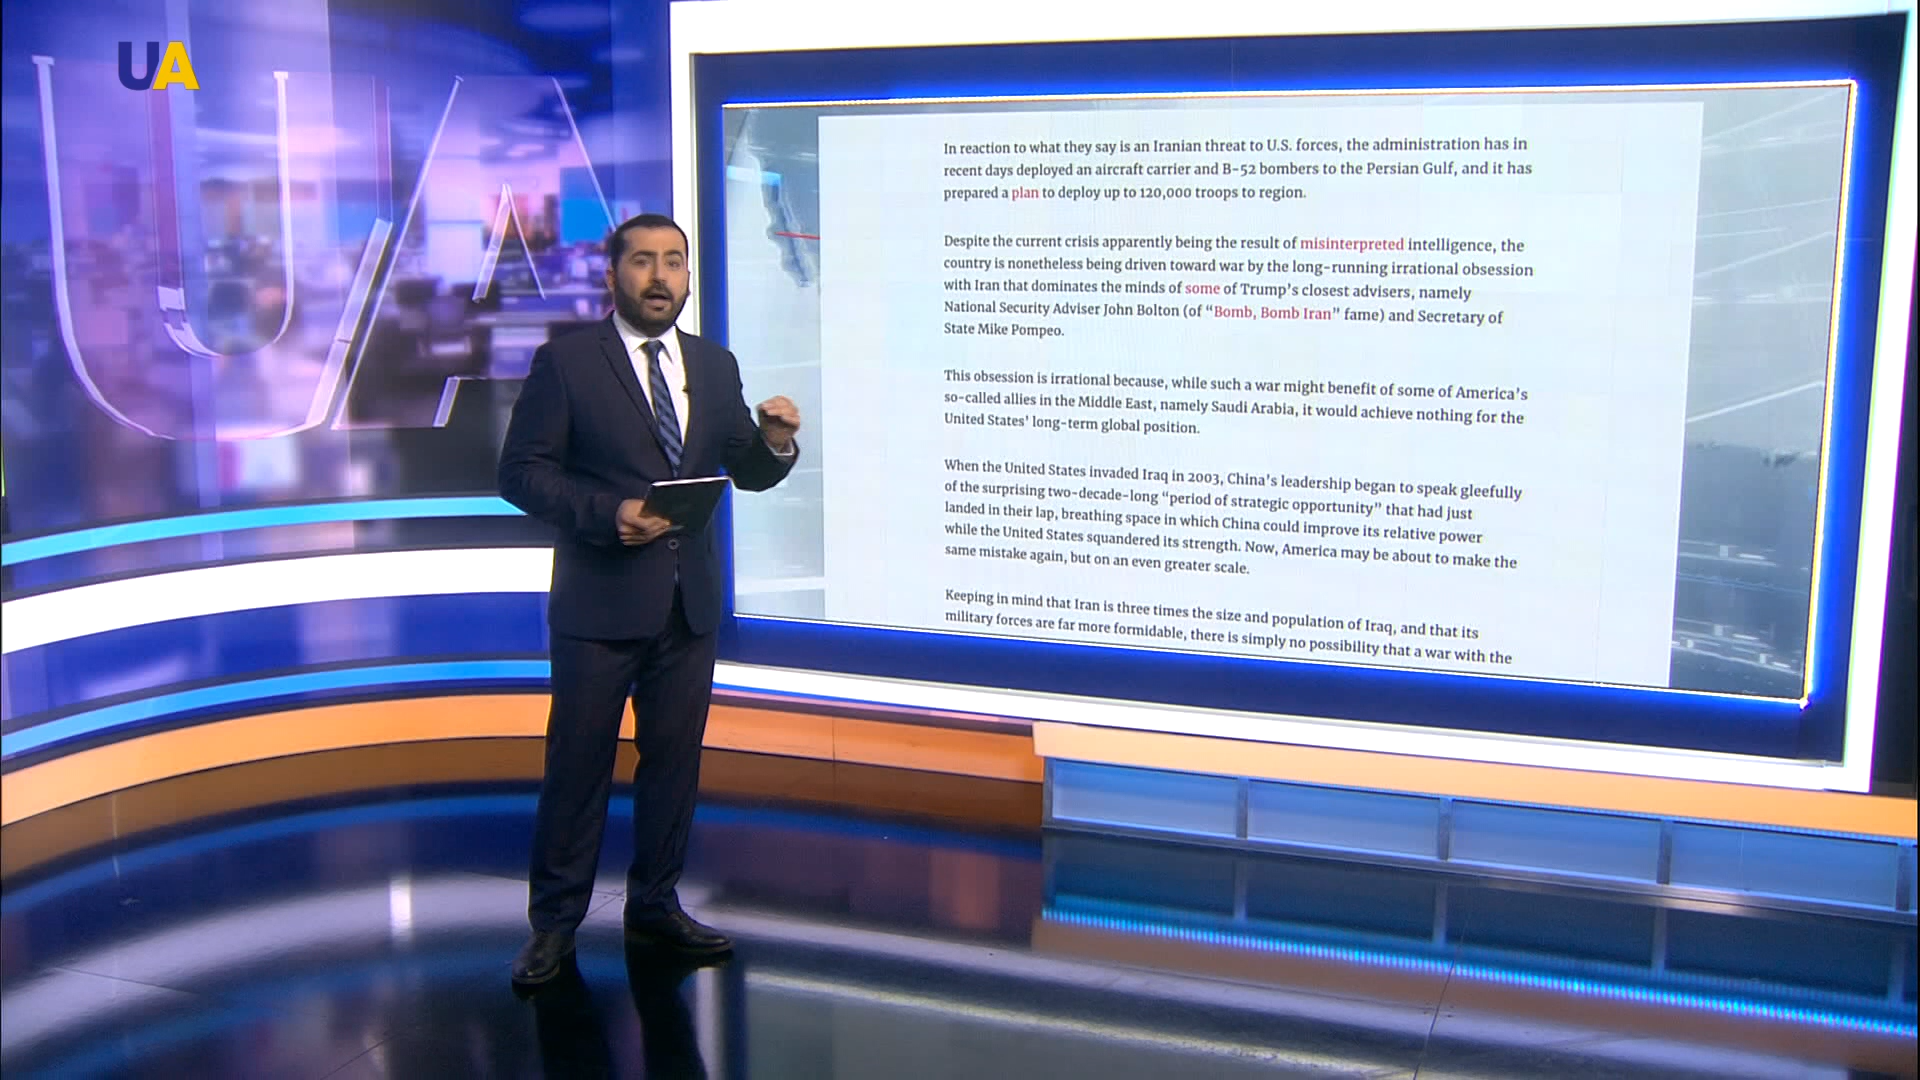 UA
UA
In reaction to what they say is an Iranian threat to U.S. forces, the administration has in
recent days deployed an aircraft carrier and B-52 bombers to the Persian Gulf, and it has
prepared a plan to deploy up to 120,000 troops to region.
Despite the current crisis apparently being the result of misinterpreted intelligence, the
country is nonetheless being driven toward war by the long-running irrational obsession
with Iran that dominates the minds of some of Trump's closest advisers, namely
National Security Adviser John Bolton (of “Bomb, Bomb Iran” fame) and Secretary of
State Mike Pompeo.
This obsession is irrational because, while such a war might benefit of some of America's
so-called allies in the Middle East, namely Saudi Arabia, it would achieve nothing for the
United States' long-term global position.
When the United States invaded Iraq in 2003, China's leadership began to speak gleefully
of the surprising two-decade-long “period of strategic opportunity” that had just
landed in their lap, breathing space in which China could improve its relative power
while the United States squandered its strength. Now, America may be about to make the
same mistake again, but on an even greater scale.
Keeping in mind that Iran is three times the size and population of Iraq, and that its
military forces are far more formidable, there is simply no possibility that a war with the